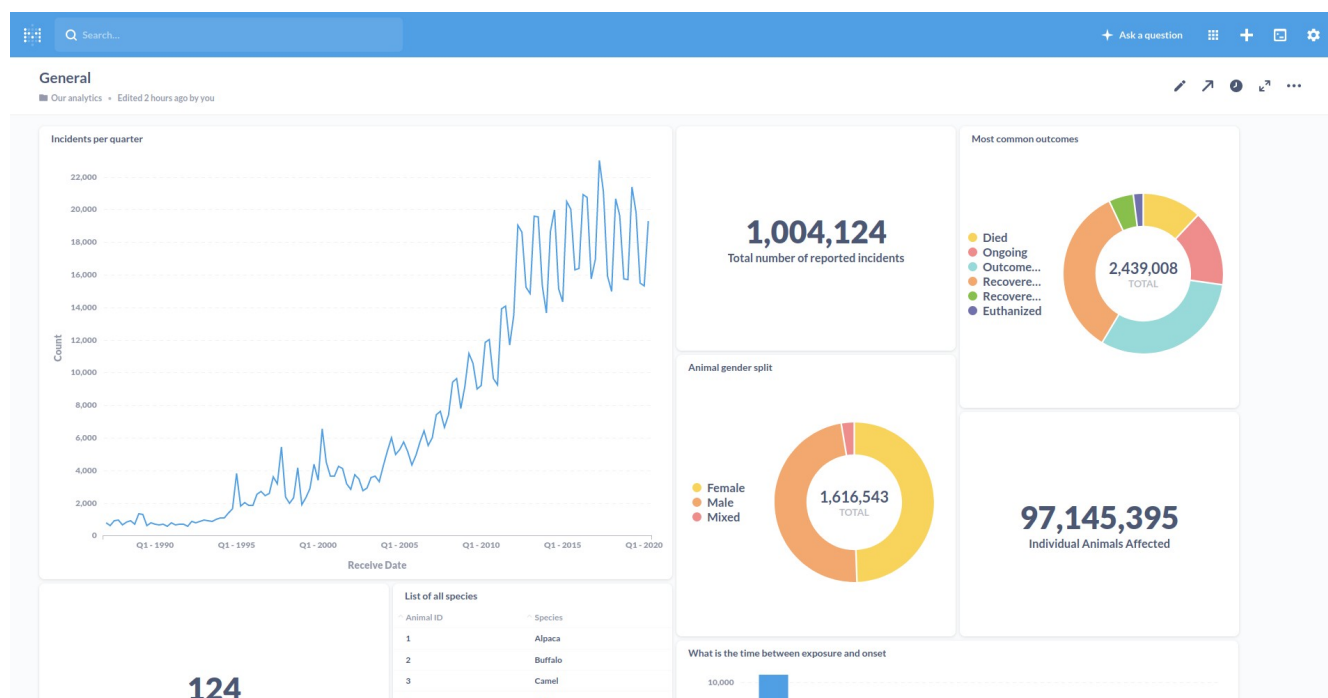 Search...
Ask a question
General
Our analytics • Edited 2 hours ago by you
Incidents per quarter
22,000
20,000
18,000
16,000
14,000
12,000
10,000
8,000
6,000
4,000
2,000
0
Count
Q1 - 1990
Q1 - 1995
Q1 - 2000
Q1 - 2005
Q1 - 2010
Q1 - 2015
Q1 - 2020
Receive Date
1,004,124
Total number of reported incidents
Most common outcomes
Died
Ongoing
Outcome...
Recovere...
Recovere...
Euthanized
2,439,008
TOTAL
Animal gender split
Female
Male
Mixed
1,616,543
TOTAL
97,145,395
Individual Animals Affected
124
List of all species
Animal ID Species
1 Alpaca
2 Buffalo
3 Camel
What is the time between exposure and onset
10,000